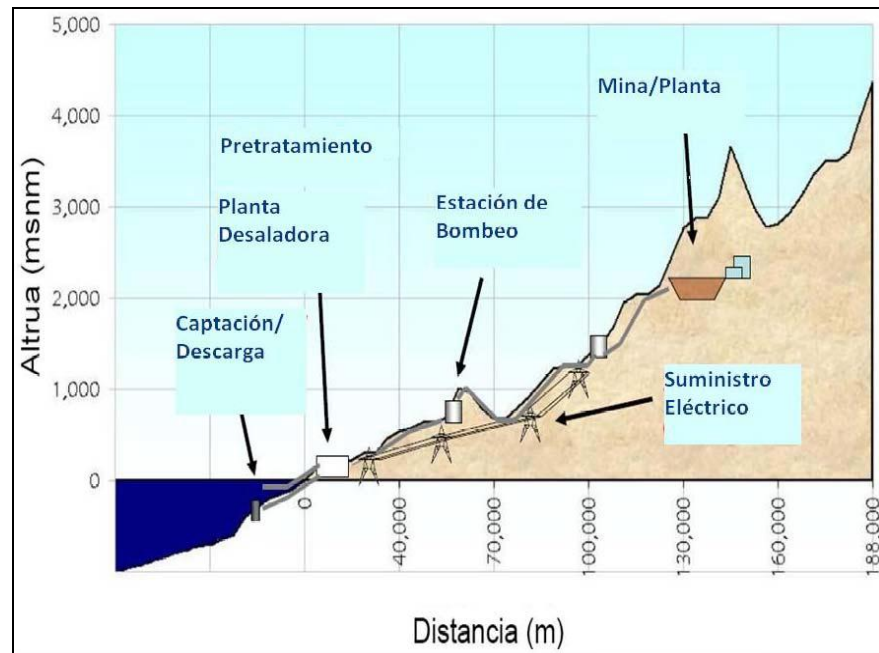 5,000
4,000
3,000
2,000
1,000
0
Altrua (msnm)
Mina/Planta
Pretratamiento
Planta
Desaladora
Estación de
Bombeo
Captación/
Descarga
Suministro
Eléctrico
0
40,000
70,000
100,000
130,000
160,000
188,000
Distancia (m)